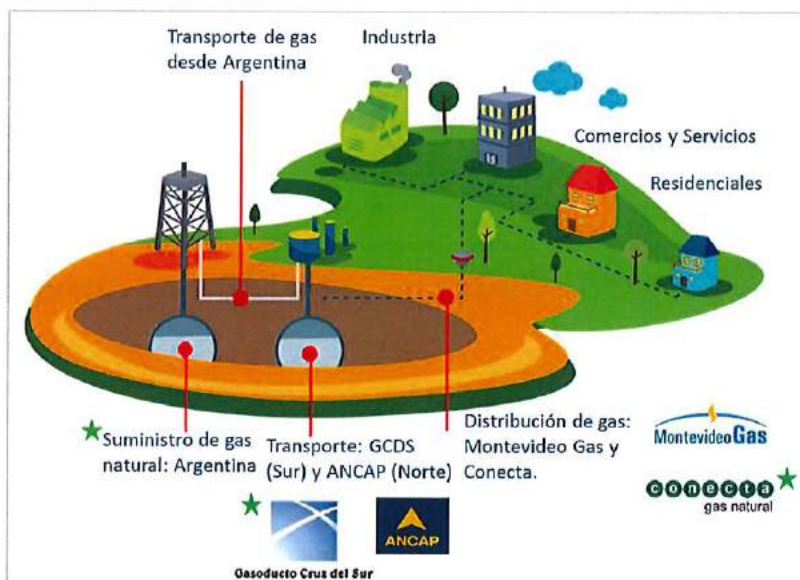 Transporte de gas
desde Argentina
Industria
Comercios y Servicios
Residenciales
Suministro de gas
natural: Argentina
Transporte: GCDS
(Sur) y ANCAP (Norte)
Distribución de gas:
Montevideo Gas y
Conecta.
MontevideoGas
conecta
gas natural
ANCAP
Gasoducto Cruz del Sur